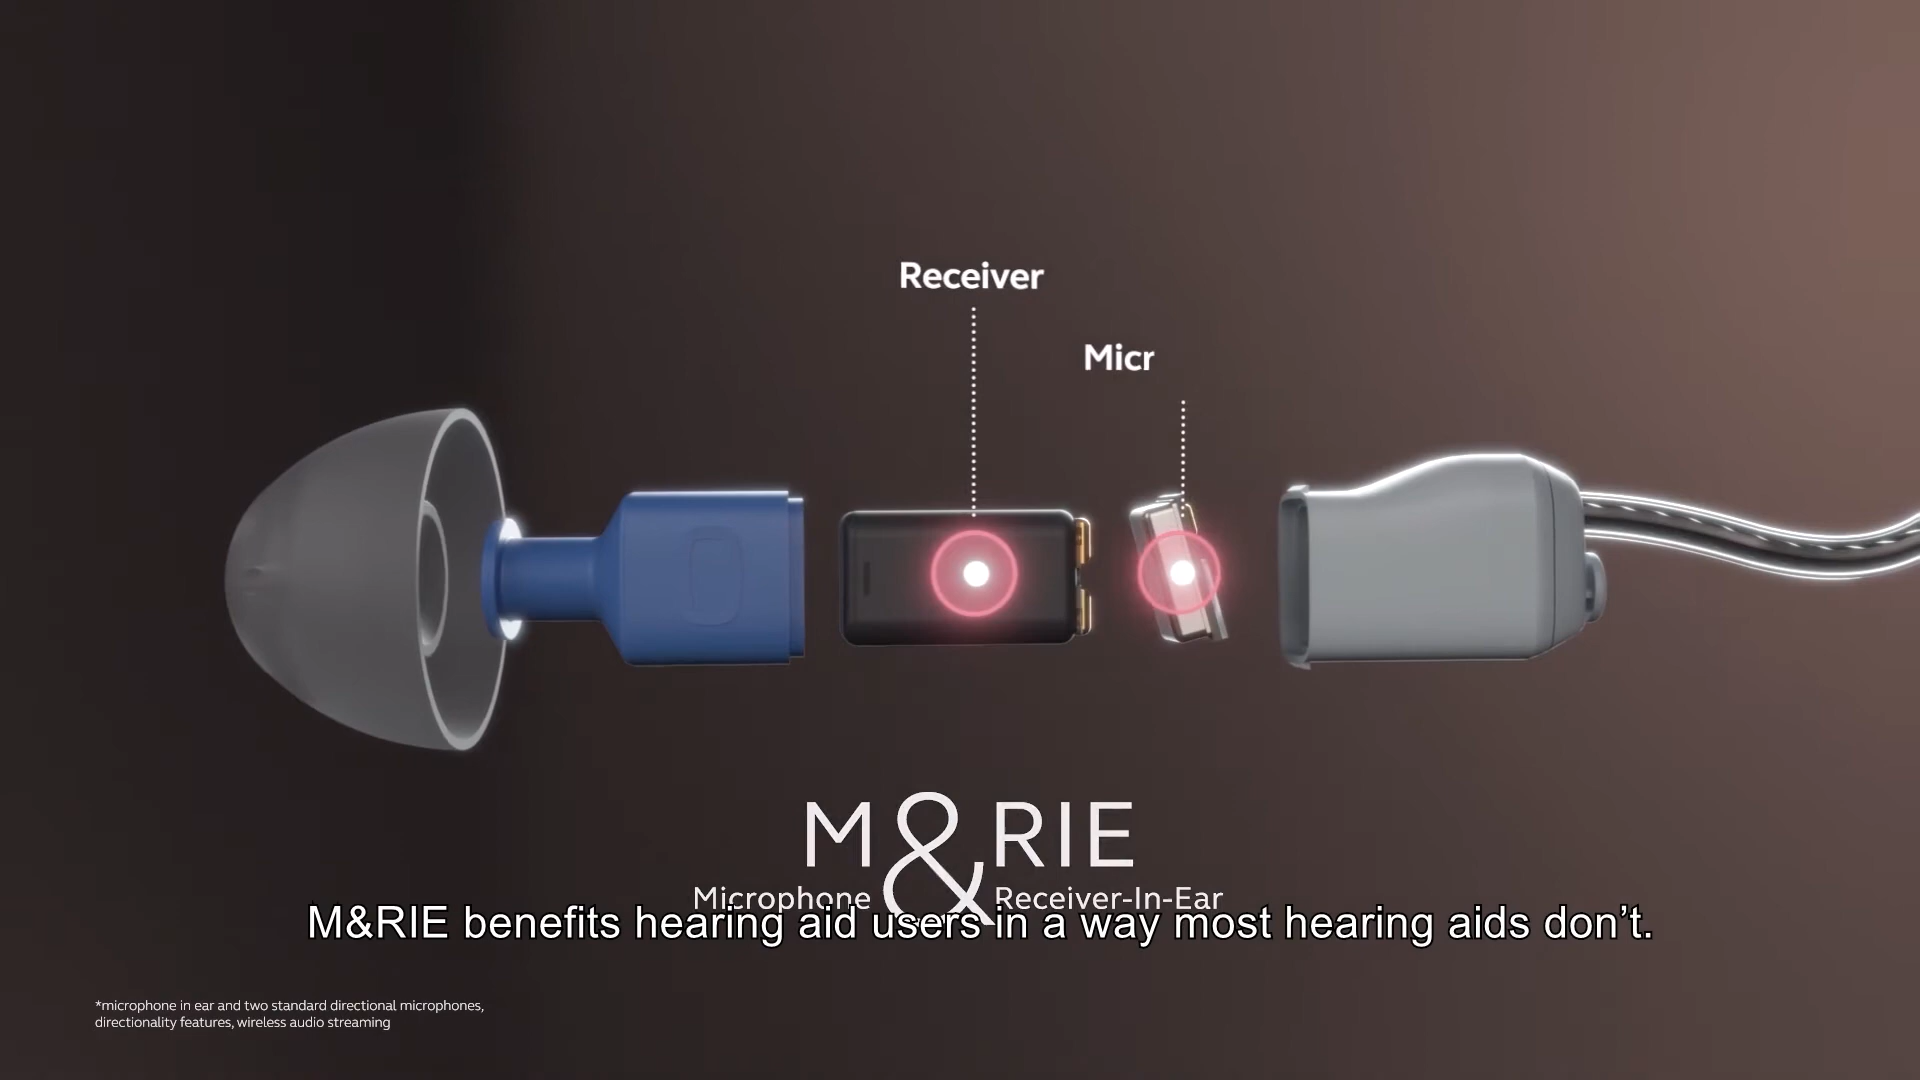 Receiver
Micr
M&RIE
Microphone Receiver-In-Ear
M&RIE benefits hearing aid users in a way most hearing aids don’t.
*microphone in ear and two standard directional microphones,
directionality features, wireless audio streaming